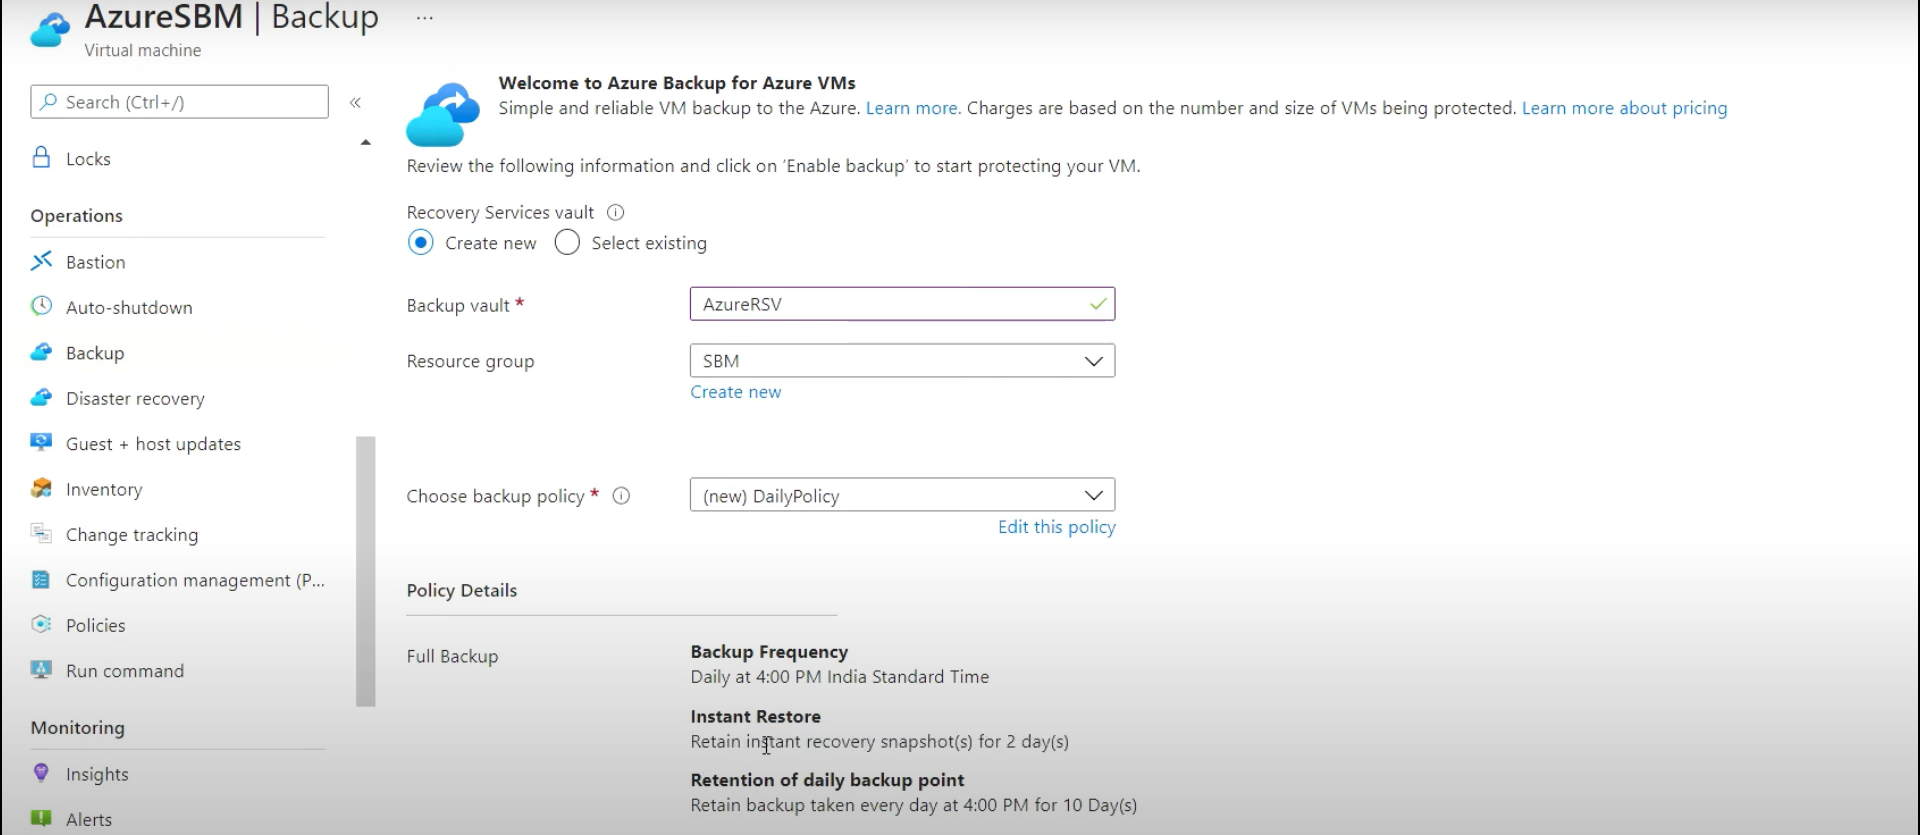 AzureSBM | Backup ...
Virtual machine
Search (Ctrl+/)
«
Locks
Operations
Bastion
Auto-shutdown
Backup
Disaster recovery
Guest + host updates
Inventory
Change tracking
Configuration management (P...
Policies
Run command
Monitoring
Insights
Alerts
Welcome to Azure Backup for Azure VMs
Simple and reliable VM backup to the Azure. Learn more. Charges are based on the number and size of VMs being protected. Learn more about pricing
Review the following information and click on 'Enable backup' to start protecting your VM.
Recovery Services vault
Create new Select existing
Backup vault * AzureRSV
Resource group SBM
Create new
Choose backup policy * (new) DailyPolicy
Edit this policy
Policy Details
Full Backup
Backup Frequency
Daily at 4:00 PM India Standard Time
Instant Restore
Retain instant recovery snapshot(s) for 2 day(s)
Retention of daily backup point
Retain backup taken every day at 4:00 PM for 10 Day(s)